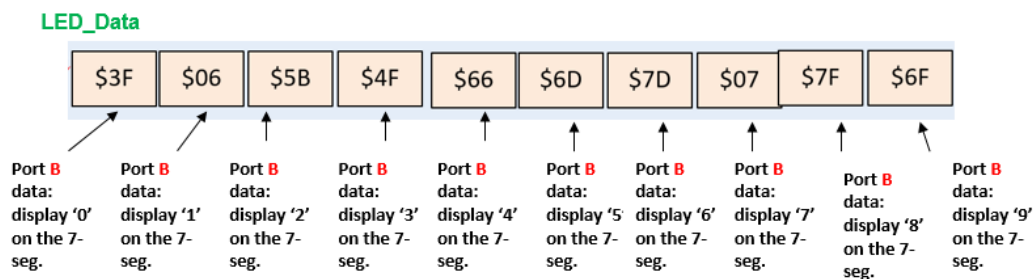 LED_Data
$3F $06 $5B $4F $66 $6D $7D $07 $7F $6F
Port B
data:
display ‘0’
on the 7-
seg.
Port B
data:
display ‘1’
on the 7-
seg.
Port B
data:
display ‘2’
on the 7-
seg.
Port B
data:
display ‘3’
on the 7-
seg.
Port B
data:
display ‘4’
on the 7-
seg.
Port B
data:
display ‘5’
on the 7-
seg.
Port B
data:
display ‘6’
on the 7-
seg.
Port B
data:
display ‘7’
on the 7-
seg.
Port B
data:
display ‘8’
on the 7-
seg.
Port B
data:
display ‘9’
on the 7-
seg.